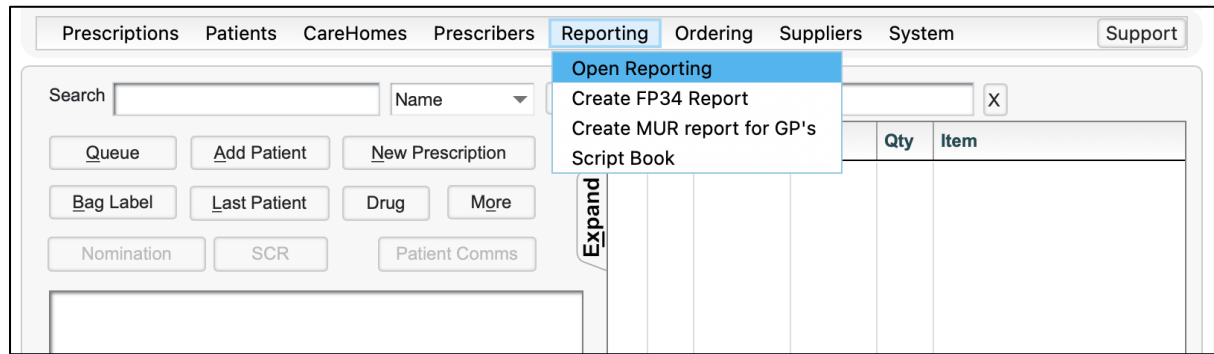 Prescriptions Patients CareHomes Prescribers Reporting Ordering Suppliers System Support
Open Reporting
Create FP34 Report
Create MUR report for GP's
Script Book
Search Name X
Qty Item
Queue Add Patient New Prescription
Bag Label Last Patient Drug More
Expand
Nomination SCR Patient Comms